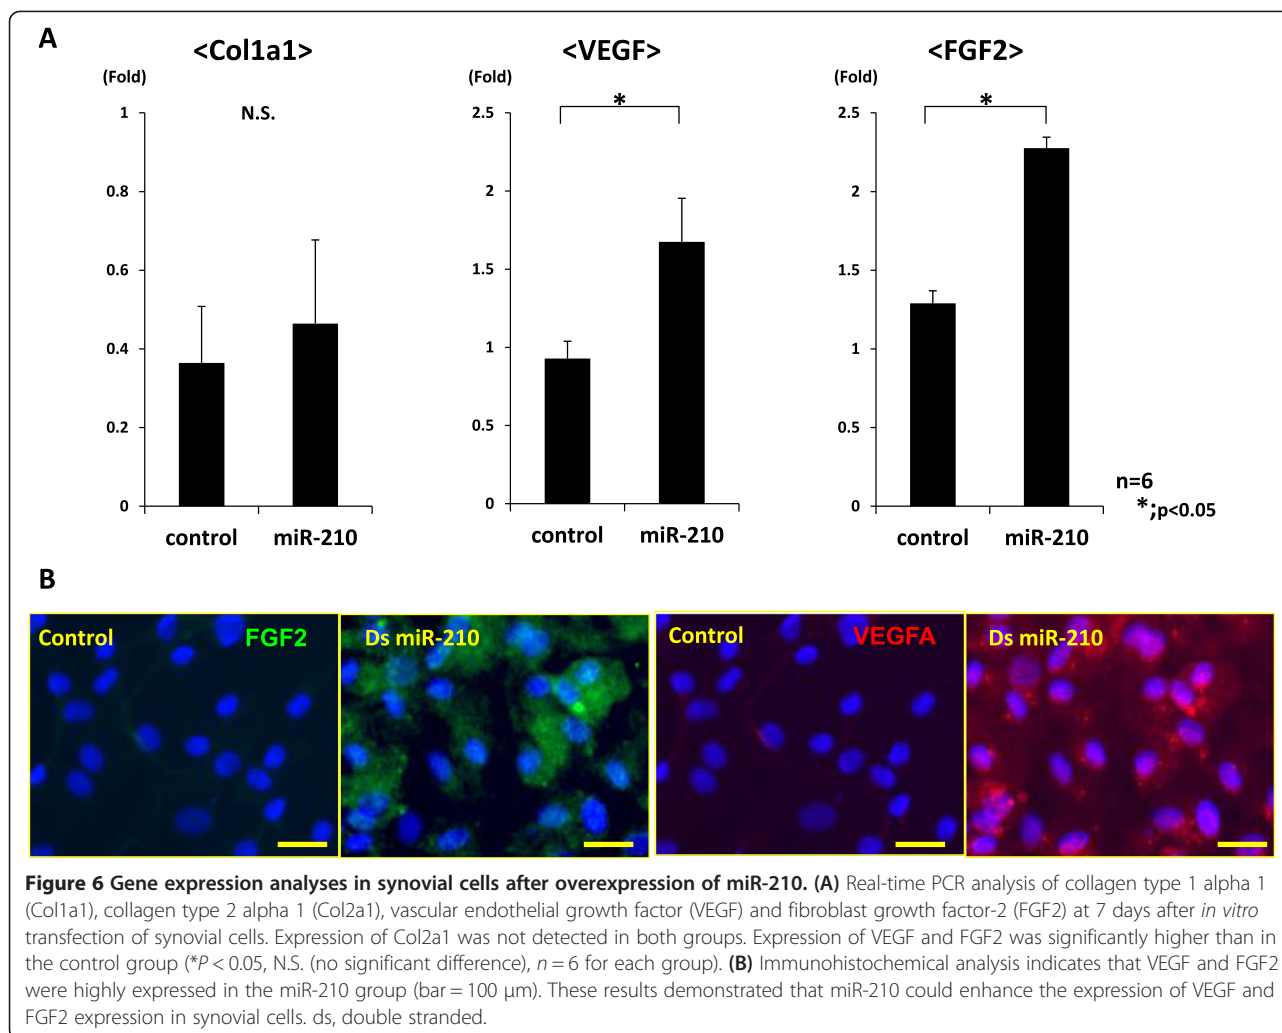 A
<Col1a1>
<VEGF>
<FGF2>
(Fold)
(Fold)
(Fold)
1
0.8
0.6
0.4
0.2
0
N.S.
control
miR-210
2.5
2
1.5
1
0.5
0
*
control
miR-210
2.5
2
1.5
1
0.5
0
*
control
miR-210
n=6
*;p<0.05
B
Control
FGF2
Ds miR-210
Control
VEGFA
Ds miR-210
Figure 6 Gene expression analyses in synovial cells after overexpression of miR-210. (A) Real-time PCR analysis of collagen type 1 alpha 1
(Col1a1), collagen type 2 alpha 1 (Col2a1), vascular endothelial growth factor (VEGF) and fibroblast growth factor-2 (FGF2) at 7 days after in vitro
transfection of synovial cells. Expression of Col2a1 was not detected in both groups. Expression of VEGF and FGF2 was significantly higher than in
the control group (*P < 0.05, N.S. (no significant difference), n = 6 for each group). (B) Immunohistochemical analysis indicates that VEGF and FGF2
were highly expressed in the miR-210 group (bar = 100 μm). These results demonstrated that miR-210 could enhance the expression of VEGF and
FGF2 expression in synovial cells. ds, double stranded.